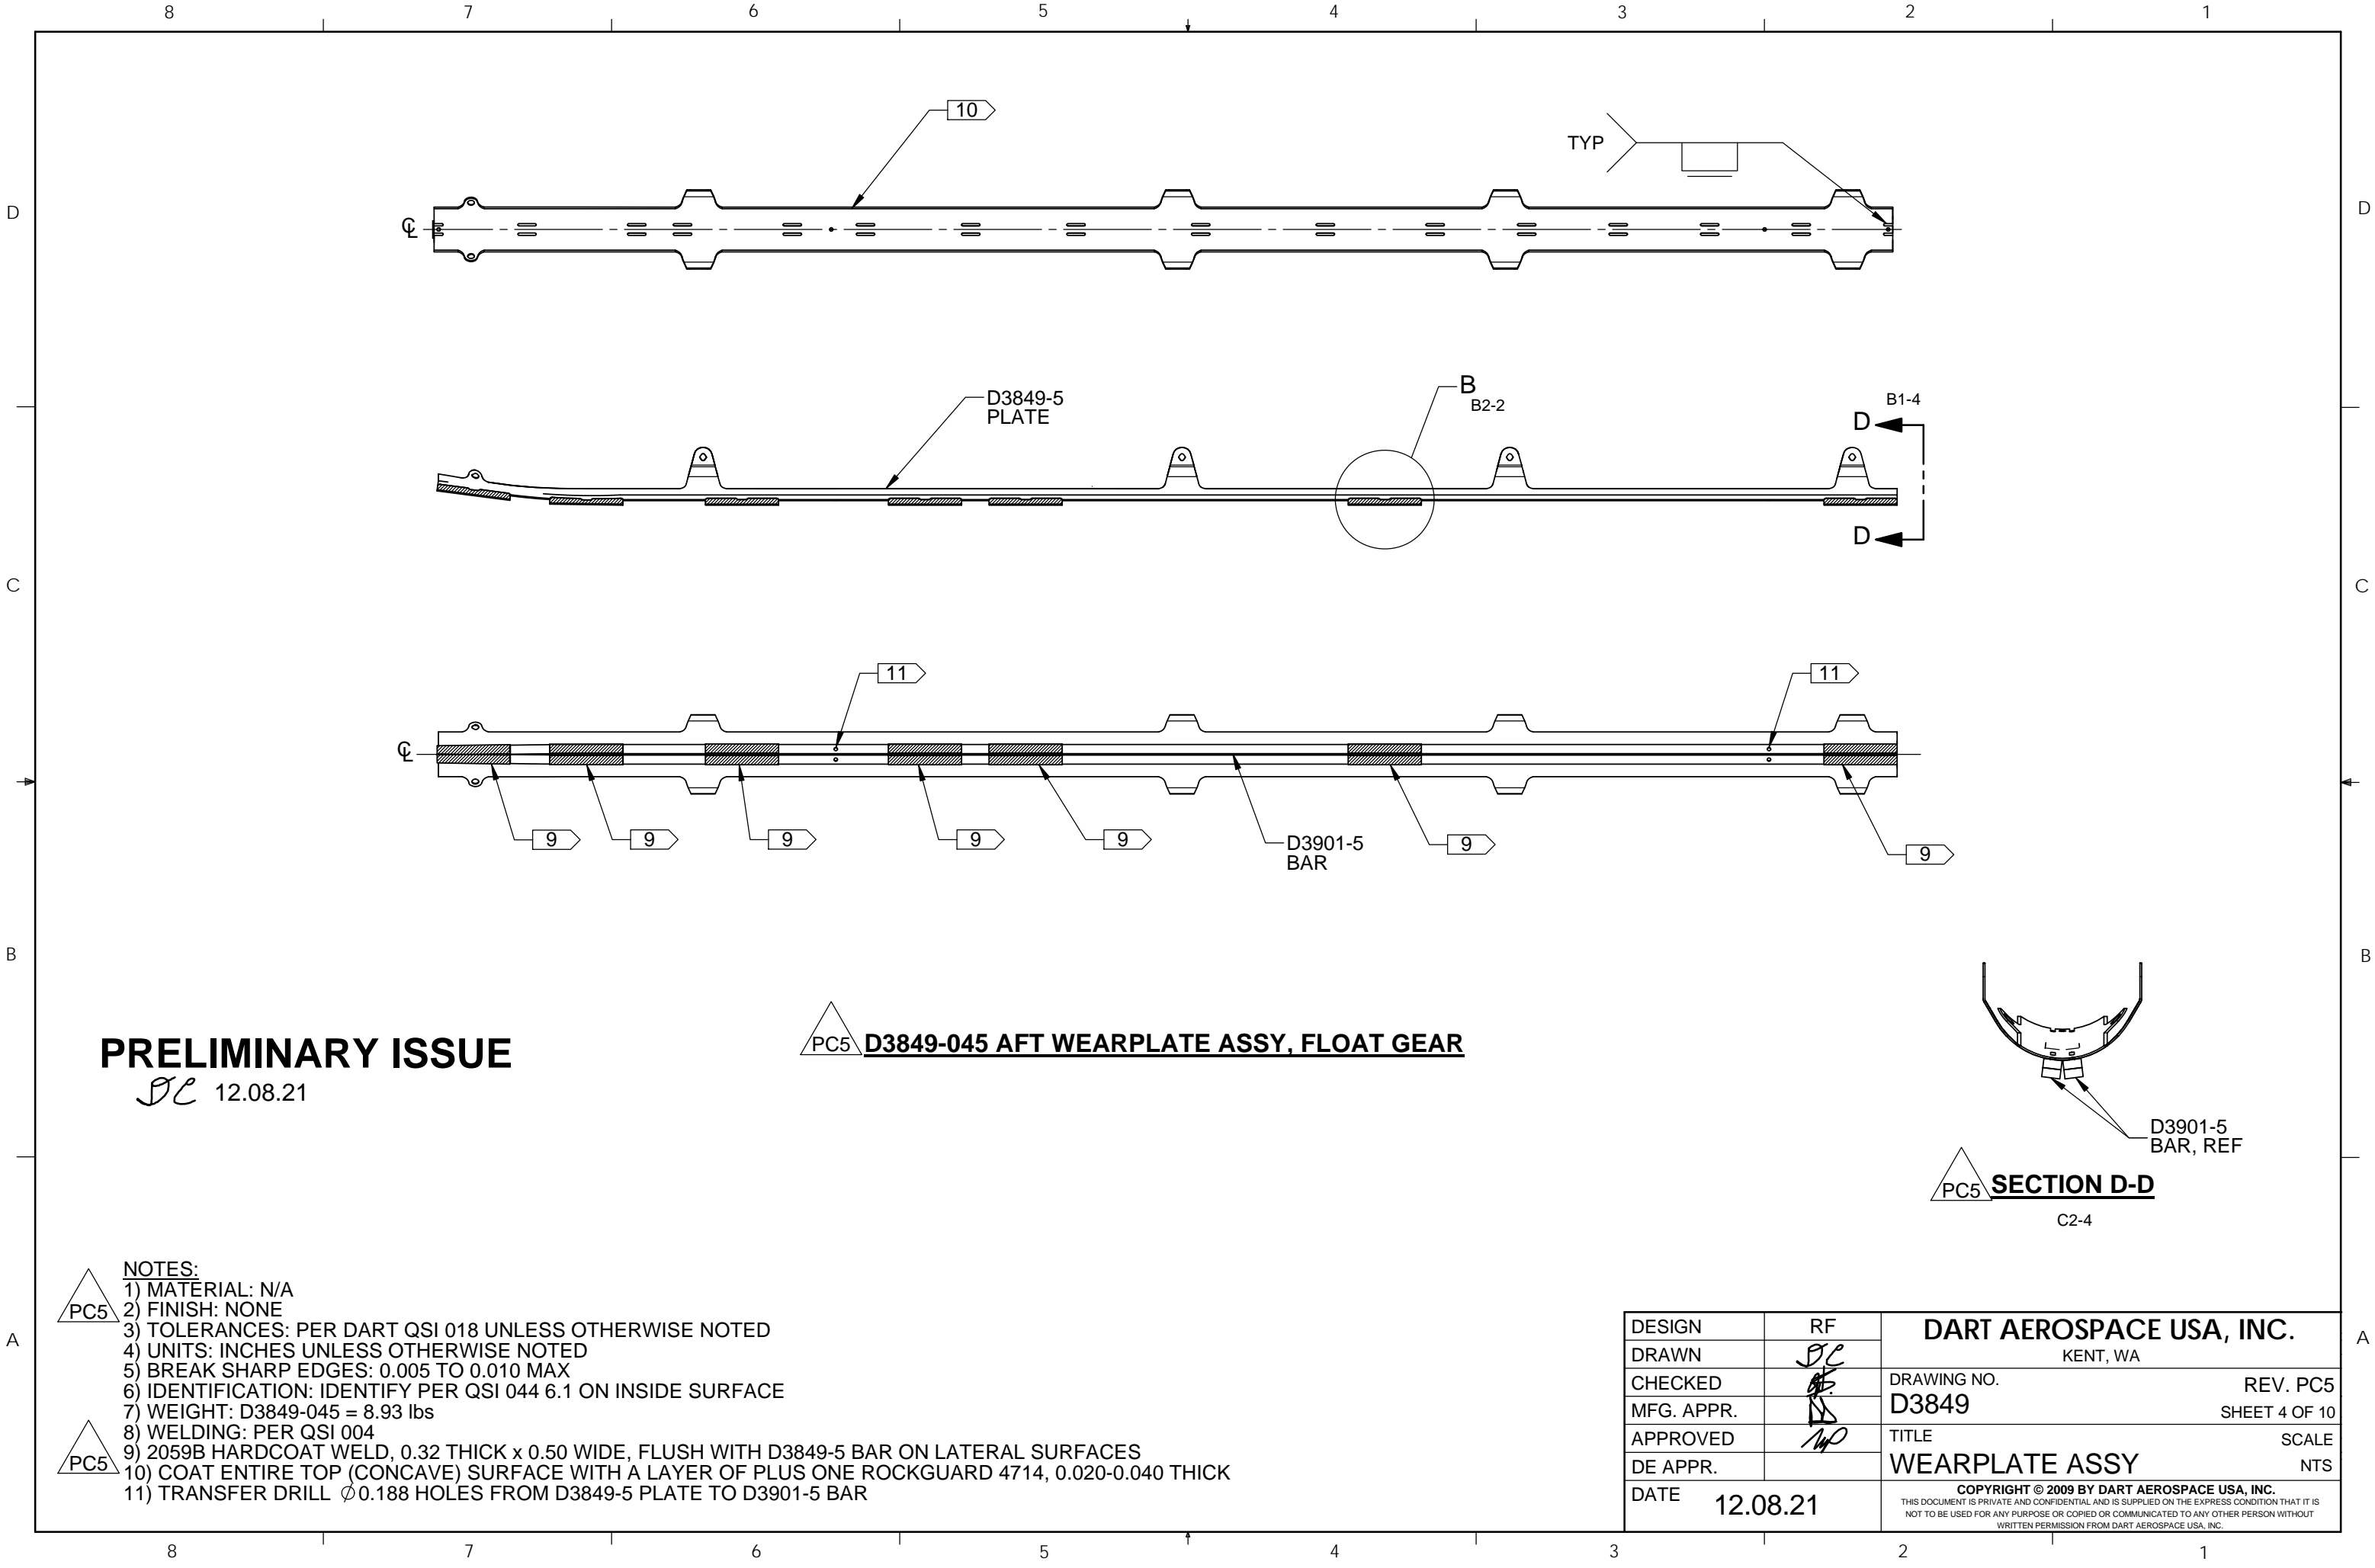 8 7 6 5 4 3 2 1
10
TYP
D
D
℄
D3849-5
PLATE
B
B2-2
B1-4
D
D
C
C
11
11
℄
9
9
9
9
9
D3901-5
BAR
9
9
B
B
D3901-5
BAR, REF
PC5 SECTION D-D
C2-4
PRELIMINARY ISSUE
DC 12.08.21
PC5 D3849-045 AFT WEARPLATE ASSY, FLOAT GEAR
NOTES:
1) MATERIAL: N/A
PC5 2) FINISH: NONE
3) TOLERANCES: PER DART QSI 018 UNLESS OTHERWISE NOTED
4) UNITS: INCHES UNLESS OTHERWISE NOTED
5) BREAK SHARP EDGES: 0.005 TO 0.010 MAX
6) IDENTIFICATION: IDENTIFY PER QSI 044 6.1 ON INSIDE SURFACE
7) WEIGHT: D3849-045 = 8.93 lbs
8) WELDING: PER QSI 004
PC5 9) 2059B HARDCOAT WELD, 0.32 THICK x 0.50 WIDE, FLUSH WITH D3849-5 BAR ON LATERAL SURFACES
10) COAT ENTIRE TOP (CONCAVE) SURFACE WITH A LAYER OF PLUS ONE ROCKGUARD 4714, 0.020-0.040 THICK
11) TRANSFER DRILL ∅0.188 HOLES FROM D3849-5 PLATE TO D3901-5 BAR
A
A
DESIGN RF
DRAWN DC
CHECKED
MFG. APPR.
APPROVED
DE APPR.
DATE 12.08.21
DART AEROSPACE USA, INC.
KENT, WA
DRAWING NO. REV. PC5
D3849 SHEET 4 OF 10
TITLE SCALE
WEARPLATE ASSY NTS
COPYRIGHT © 2009 BY DART AEROSPACE USA, INC.
THIS DOCUMENT IS PRIVATE AND CONFIDENTIAL AND IS SUPPLIED ON THE EXPRESS CONDITION THAT IT IS
NOT TO BE USED FOR ANY PURPOSE OR COPIED OR COMMUNICATED TO ANY OTHER PERSON WITHOUT
WRITTEN PERMISSION FROM DART AEROSPACE USA, INC.
8 7 6 5 4 3 2 1